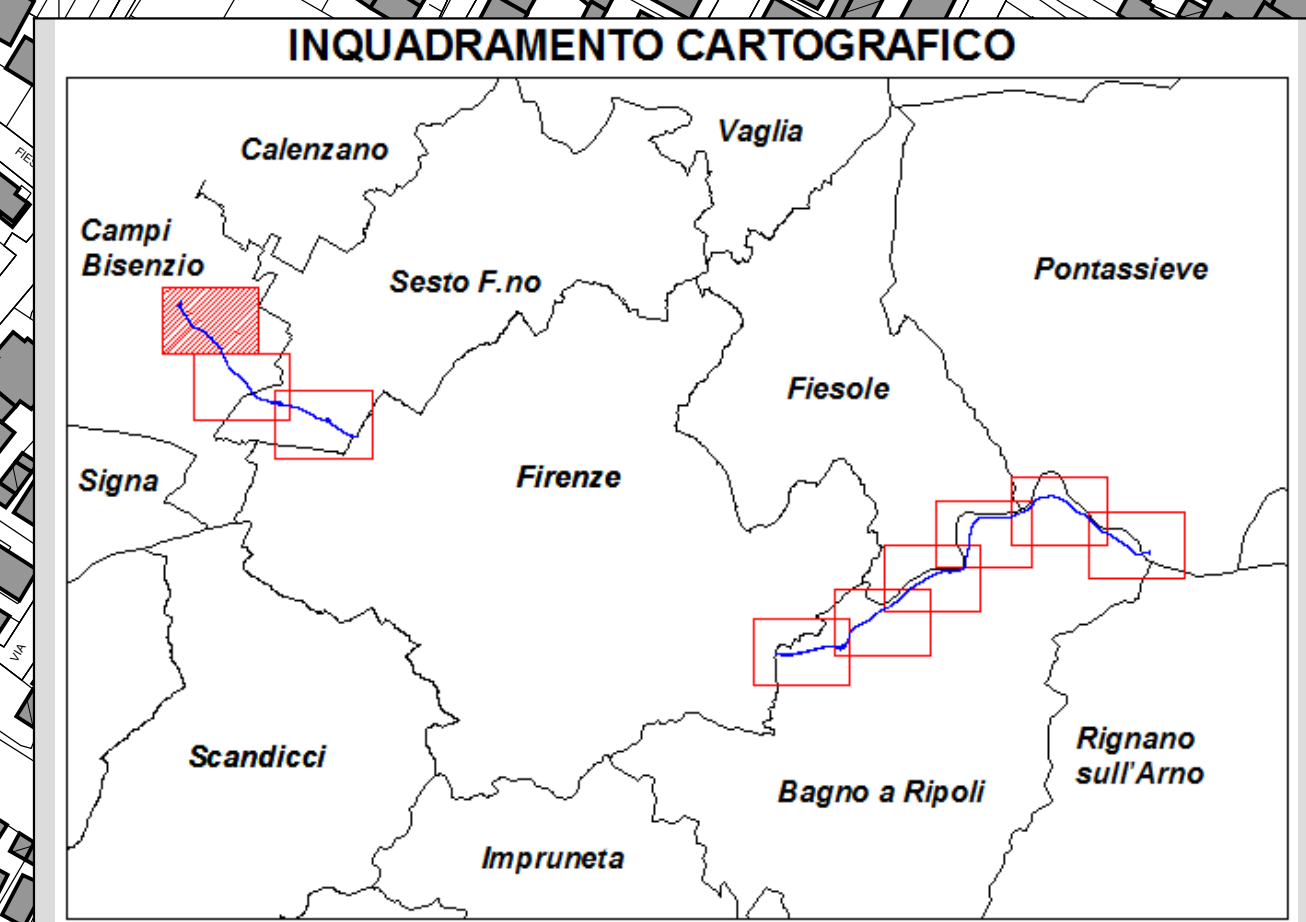 INQUADRAMENTO CARTOGRAFICO
Calenzano
Vaglia
Campi
Bisenzio
Sesto F.no
Pontassieve
Fiesole
Signa
Firenze
Scandicci
Rignano
sull'Arno
Bagno a Ripoli
Impruneta
VIA